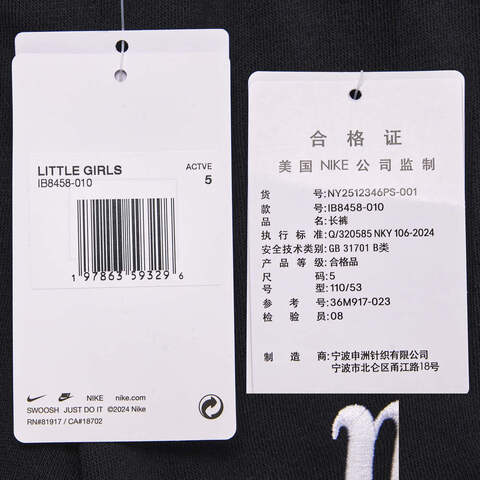 LITTLE GIRLS
IB8458-010
ACTVE
5
1 97863 59329 6
NIKE nike.com
SWOOSH JUST DO IT ©2024 Nike
RN#81917 / CA#18702
合格证
美国NIKE公司监制
货 号:NY2512346PS-001
款 号:IB8458-010
品 名:长裤
执行标准:Q/320585 NKY 106-2024
安全技术类别:GB 31701 B类
等 级:合格品
尺 码:5
号 型:110/53
参 考 号:36M917-023
检 验 员:08
制 造 商:宁波申洲针织有限公司
宁波市北仑区甬江路18号